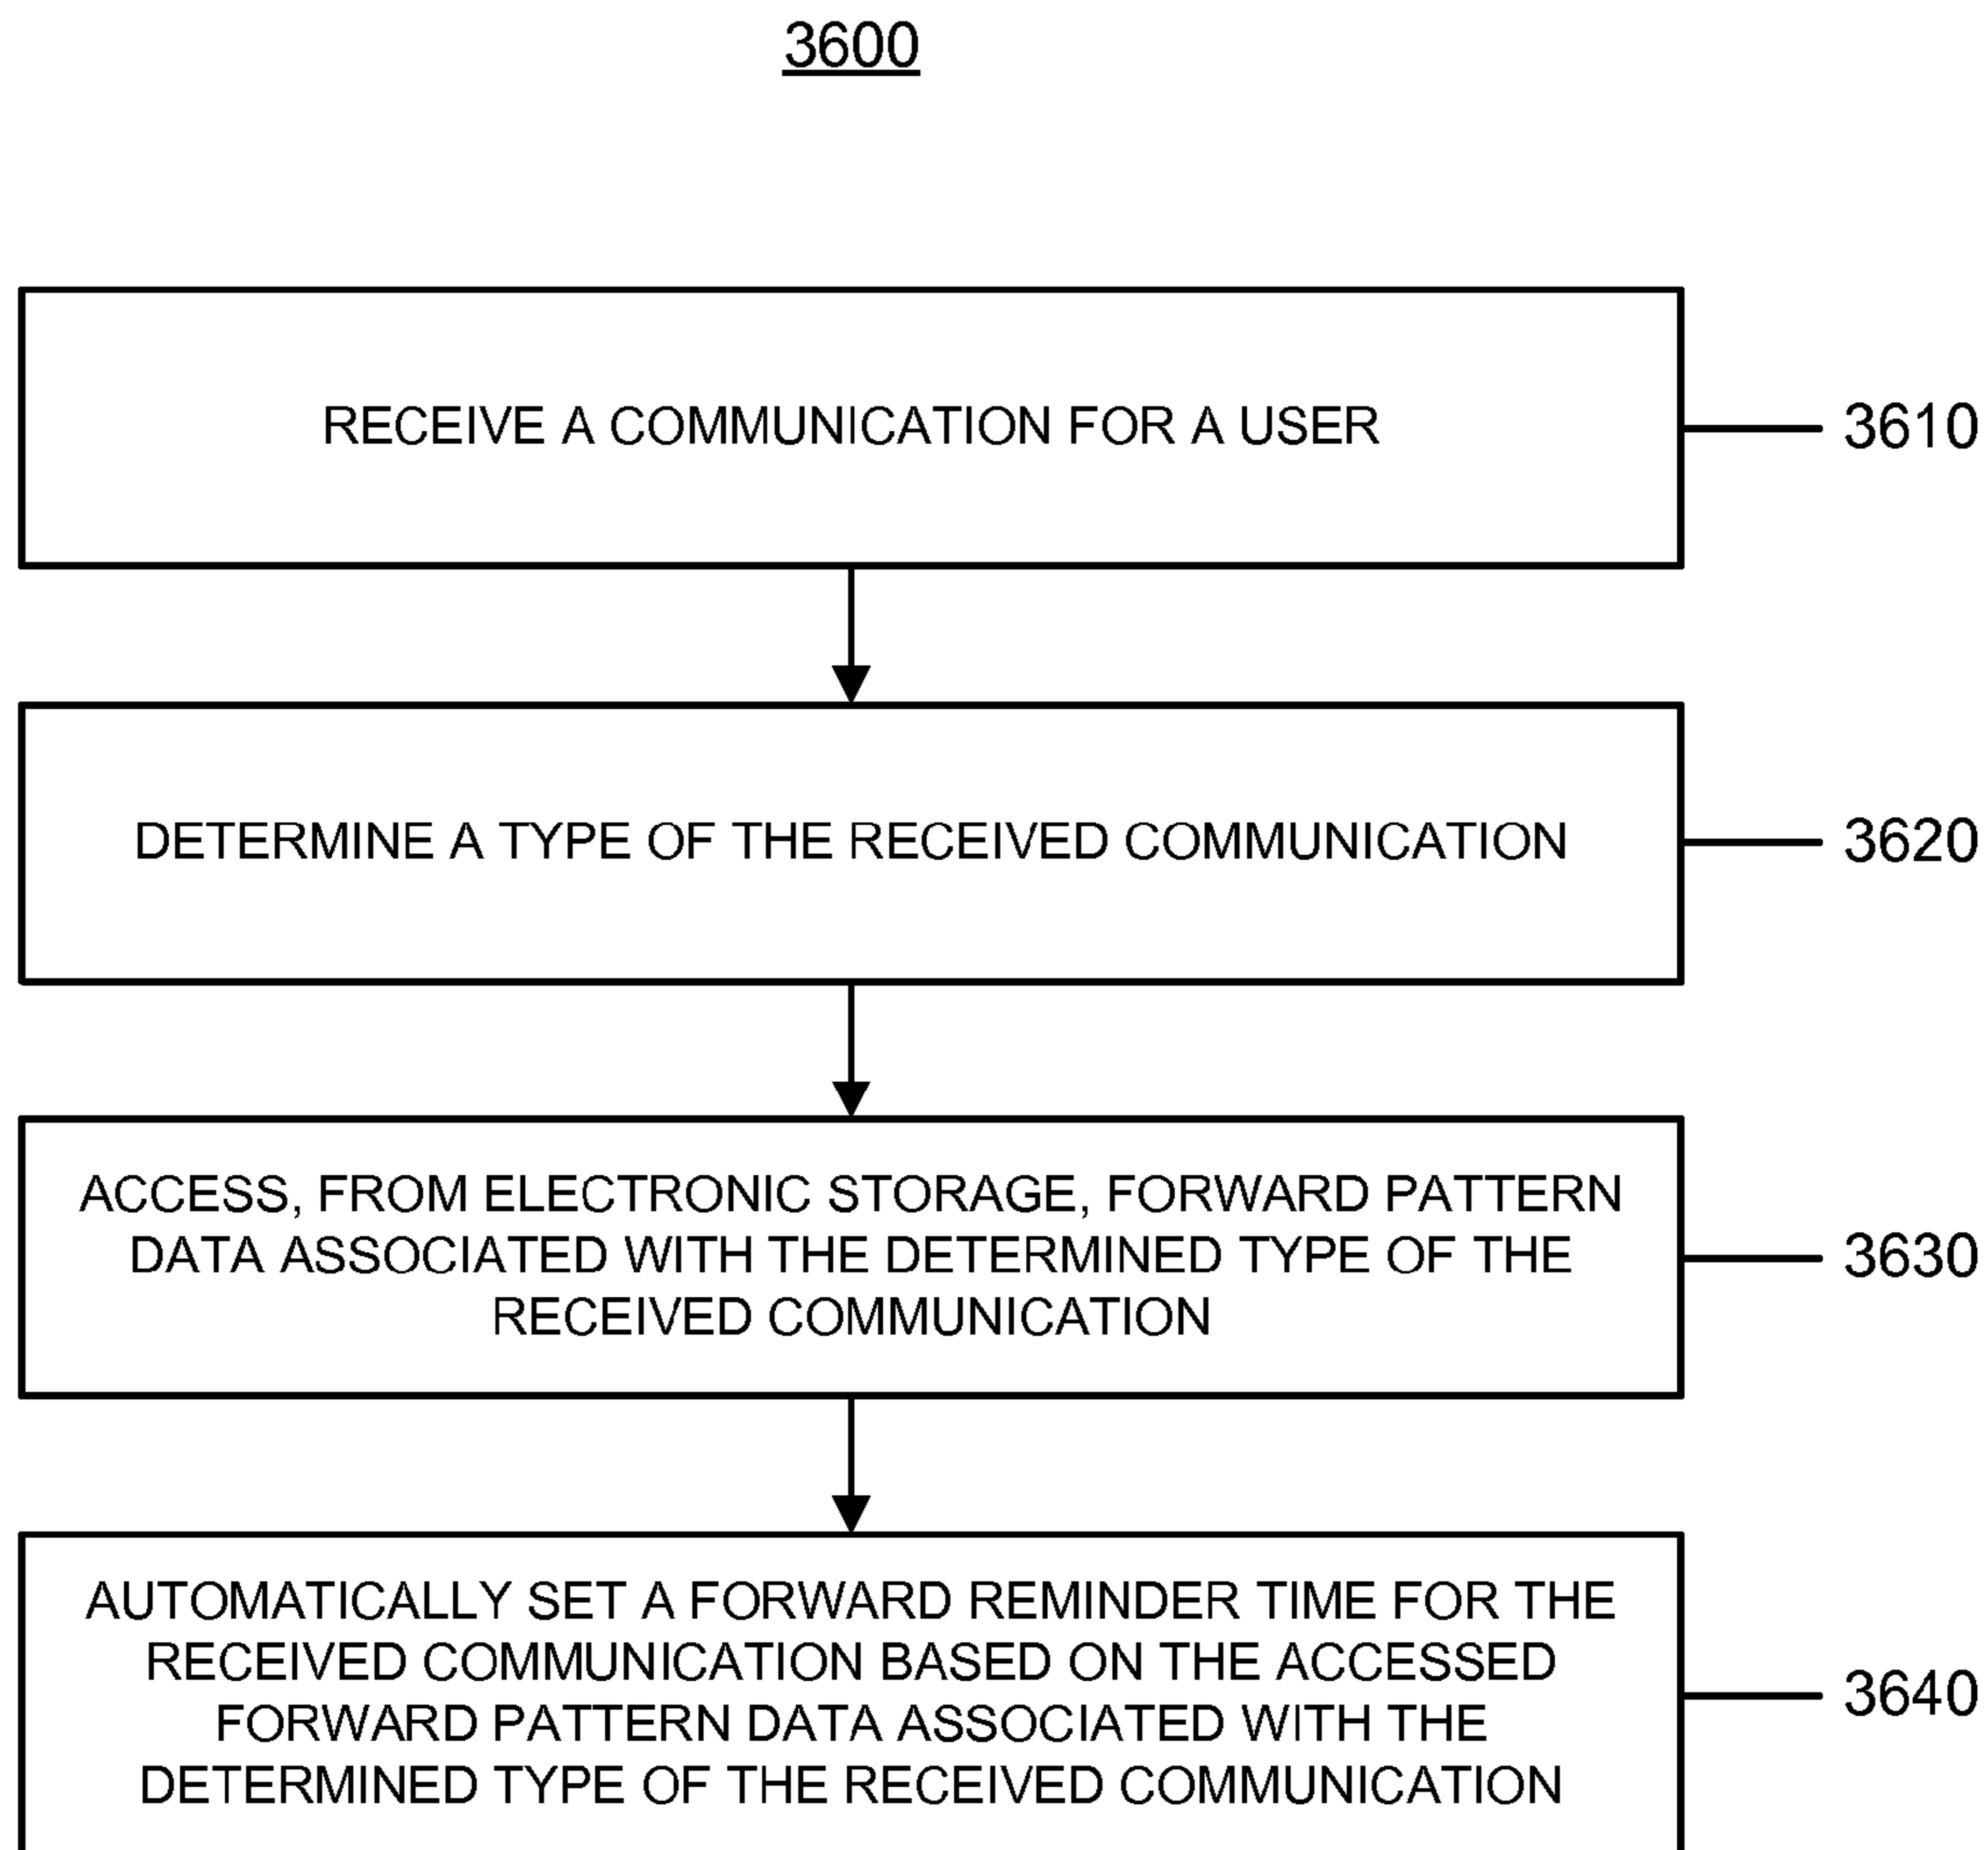 3600
RECEIVE A COMMUNICATION FOR A USER
3610
DETERMINE A TYPE OF THE RECEIVED COMMUNICATION
3620
ACCESS, FROM ELECTRONIC STORAGE, FORWARD PATTERN
DATA ASSOCIATED WITH THE DETERMINED TYPE OF THE
RECEIVED COMMUNICATION
3630
AUTOMATICALLY SET A FORWARD REMINDER TIME FOR THE
RECEIVED COMMUNICATION BASED ON THE ACCESSED
FORWARD PATTERN DATA ASSOCIATED WITH THE
DETERMINED TYPE OF THE RECEIVED COMMUNICATION
3640